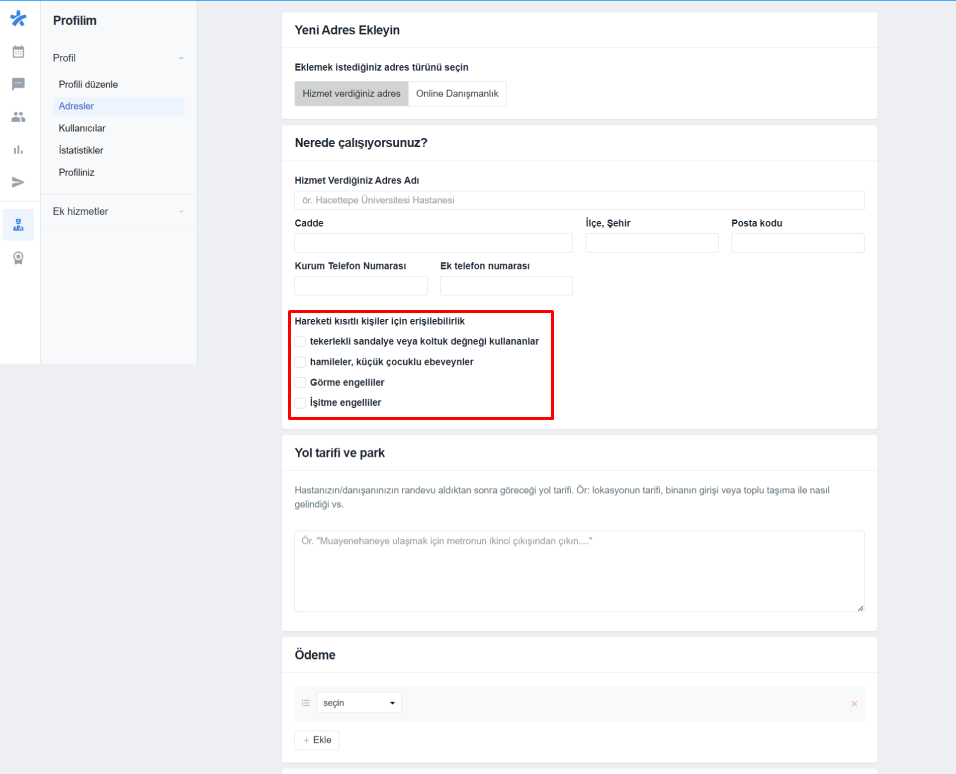 Profilim
Profil
Profili düzenle
Adresler
Kullanıcılar
İstatistikler
Profiliniz
Ek hizmetler
Yeni Adres Ekleyin
Eklemek istediğiniz adres türünü seçin
Hizmet verdiğiniz adres Online Danışmanlık
Nerede çalışıyorsunuz?
Hizmet Verdiğiniz Adres Adı
ör. Hacettepe Üniversitesi Hastanesi
Cadde İlçe, Şehir Posta kodu
Kurum Telefon Numarası Ek telefon numarası
Hareketi kısıtlı kişiler için erişilebilirlik
tekerlekli sandalye veya koltuk değneği kullananlar
hamileler, küçük çocuklu ebeveynler
Görme engelliler
İşitme engelliler
Yol tarifi ve park
Hastanızın/danışanınızın randevu aldıktan sonra göreceği yol tarifi. Ör: lokasyonun tarifi, binanın girişi veya toplu taşıma ile nasıl
gelindiği vs.
Ör. "Muayenehaneye ulaşmak için metronun ikinci çıkışından çıkın...."
Ödeme
seçin
+ Ekle